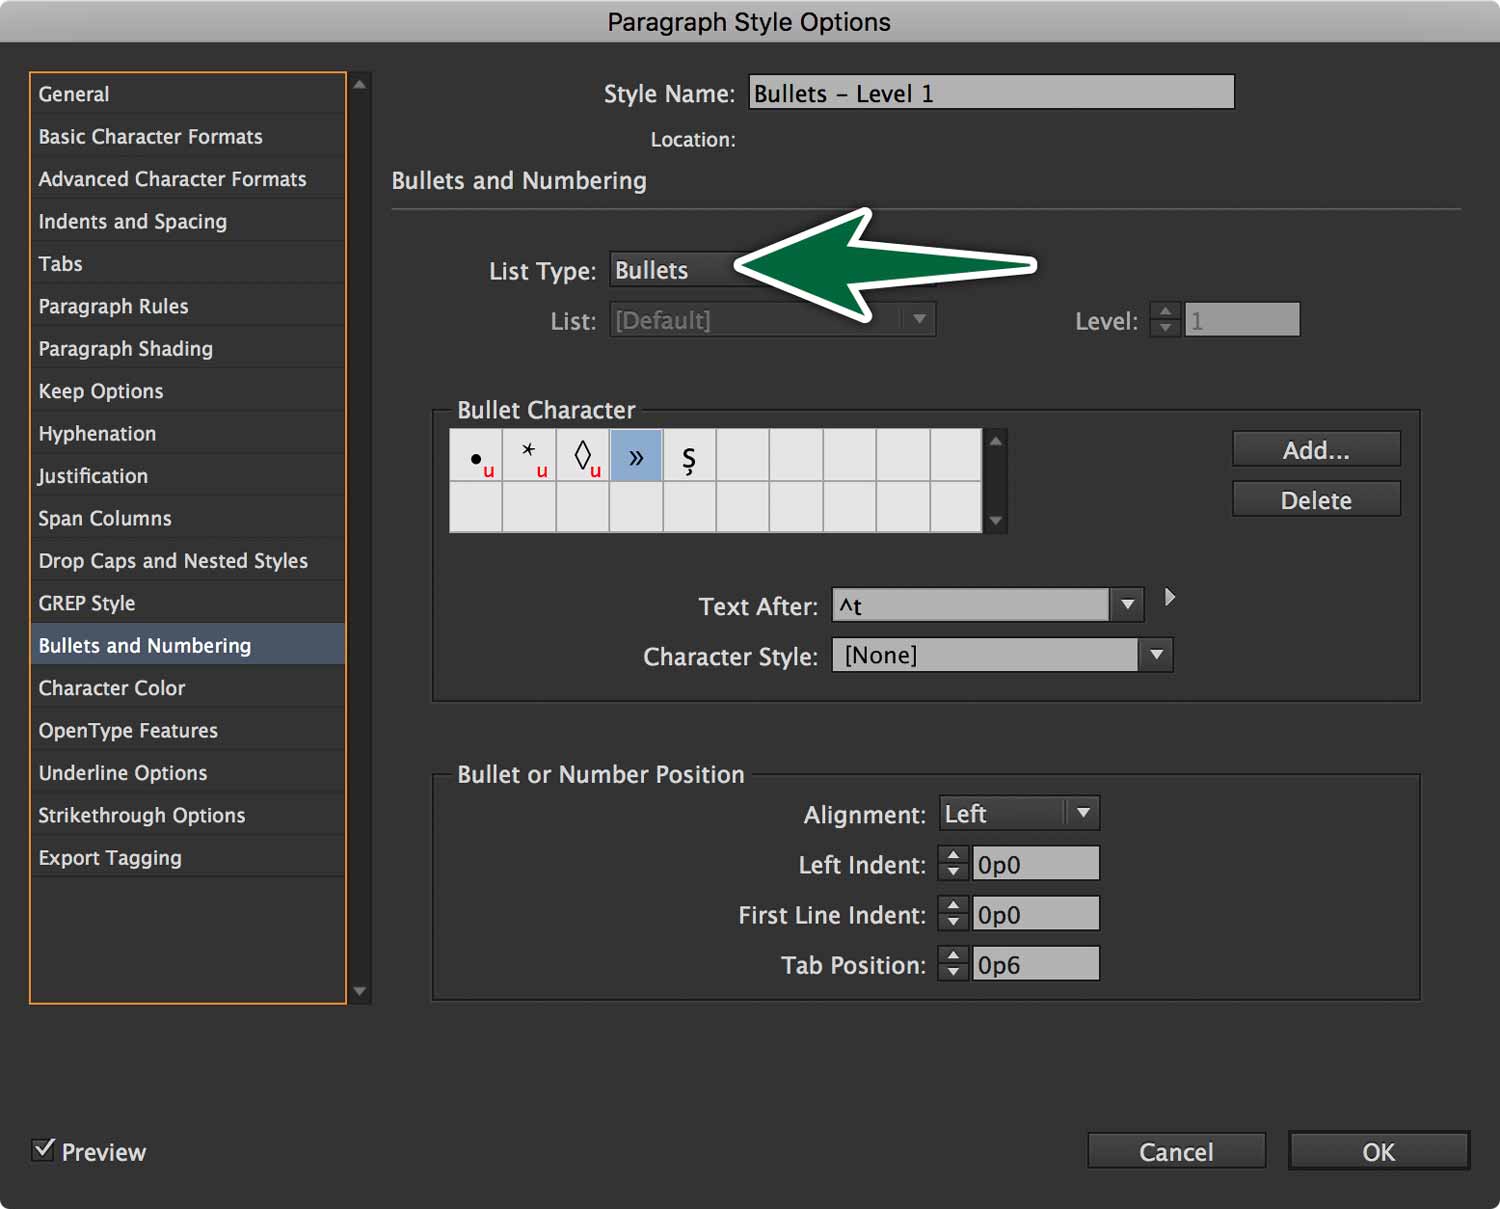 Paragraph Style Options
General
Basic Character Formats
Advanced Character Formats
Indents and Spacing
Tabs
Paragraph Rules
Paragraph Shading
Keep Options
Hyphenation
Justification
Span Columns
Drop Caps and Nested Styles
GREP Style
Bullets and Numbering
Character Color
OpenType Features
Underline Options
Strikethrough Options
Export Tagging
Style Name: Bullets – Level 1
Location:
Bullets and Numbering
List Type: Bullets
List: [Default] Level: 1
Bullet Character
•u *u ◊u » ş
Add...
Delete
Text After: ^t
Character Style: [None]
Bullet or Number Position
Alignment: Left
Left Indent: 0p0
First Line Indent: 0p0
Tab Position: 0p6
Preview
Cancel OK